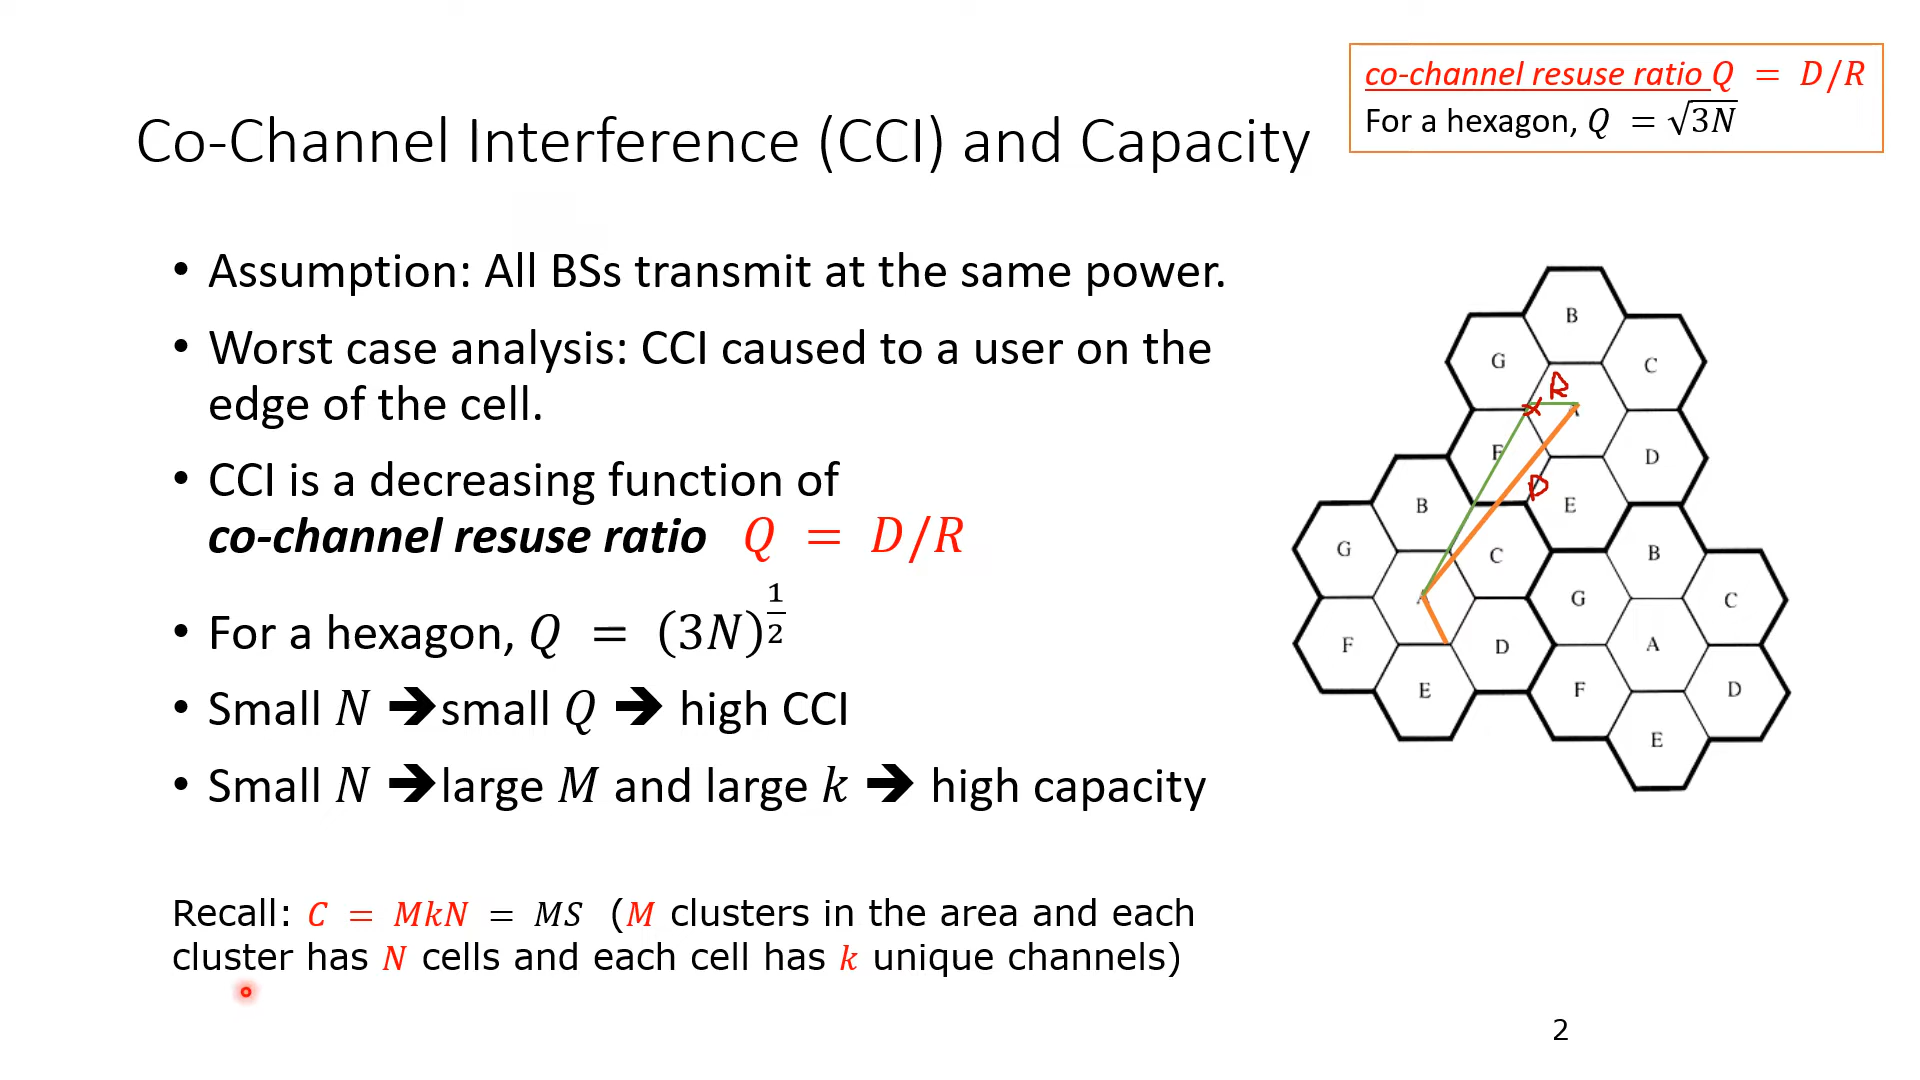 co-channel resuse ratio Q = D/R
For a hexagon, Q = √3N
Co-Channel Interference (CCI) and Capacity
• Assumption: All BSs transmit at the same power.
• Worst case analysis: CCI caused to a user on the
edge of the cell.
• CCI is a decreasing function of
co-channel resuse ratio Q = D/R
• For a hexagon, Q = (3N)^(1/2)
• Small N ➔small Q ➔ high CCI
• Small N ➔large M and large k ➔ high capacity
Recall: C = MkN = MS (M clusters in the area and each
cluster has N cells and each cell has k unique channels)
B
G
C
R
A
F
D
D
B
E
G
C
B
A
G
C
F
D
A
E
F
D
E
2